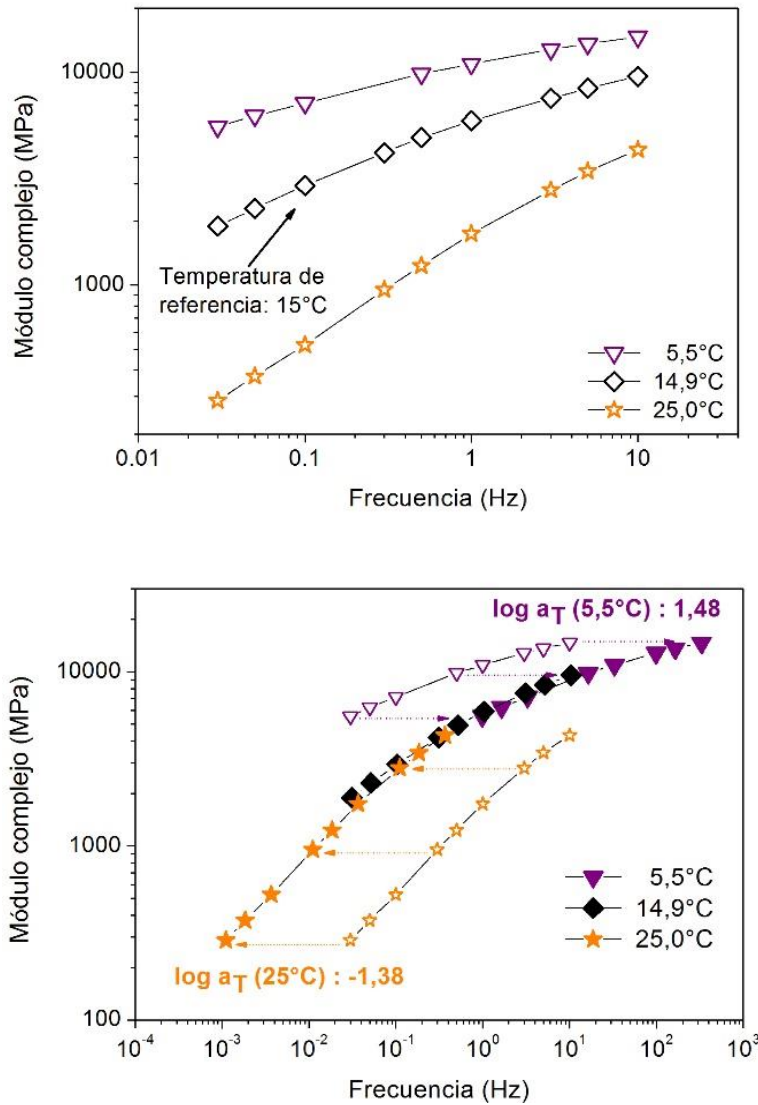 10000
1000
Módulo complejo (MPa)
Temperatura de
referencia: 15°C
5,5°C
14,9°C
25,0°C
0.01
0.1
1
10
Frecuencia (Hz)
log a_T (5,5°C) : 1,48
10000
1000
100
Módulo complejo (MPa)
5,5°C
14,9°C
25,0°C
log a_T (25°C) : -1,38
10⁻⁴
10⁻³
10⁻²
10⁻¹
10⁰
10¹
10²
10³
Frecuencia (Hz)